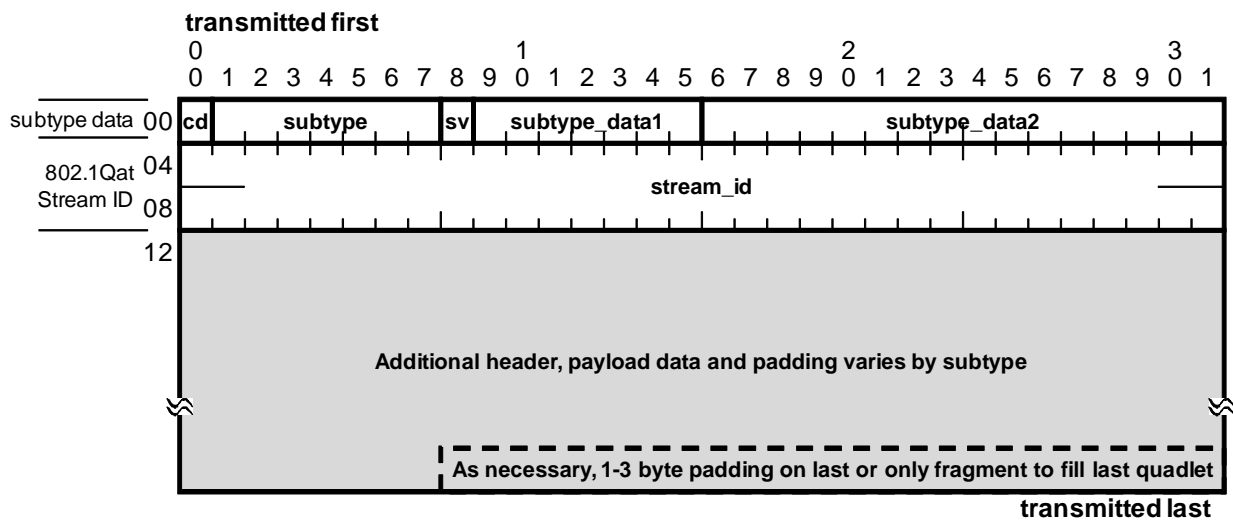 transmitted first
0 1 2 3
0 1 2 3 4 5 6 7 8 9 0 1 2 3 4 5 6 7 8 9 0 1 2 3 4 5 6 7 8 9 0 1
subtype data 00 cd subtype sv subtype_data1 subtype_data2
802.1Qat 04
Stream ID 08 stream_id
12
Additional header, payload data and padding varies by subtype
As necessary, 1-3 byte padding on last or only fragment to fill last quadlet
transmitted last